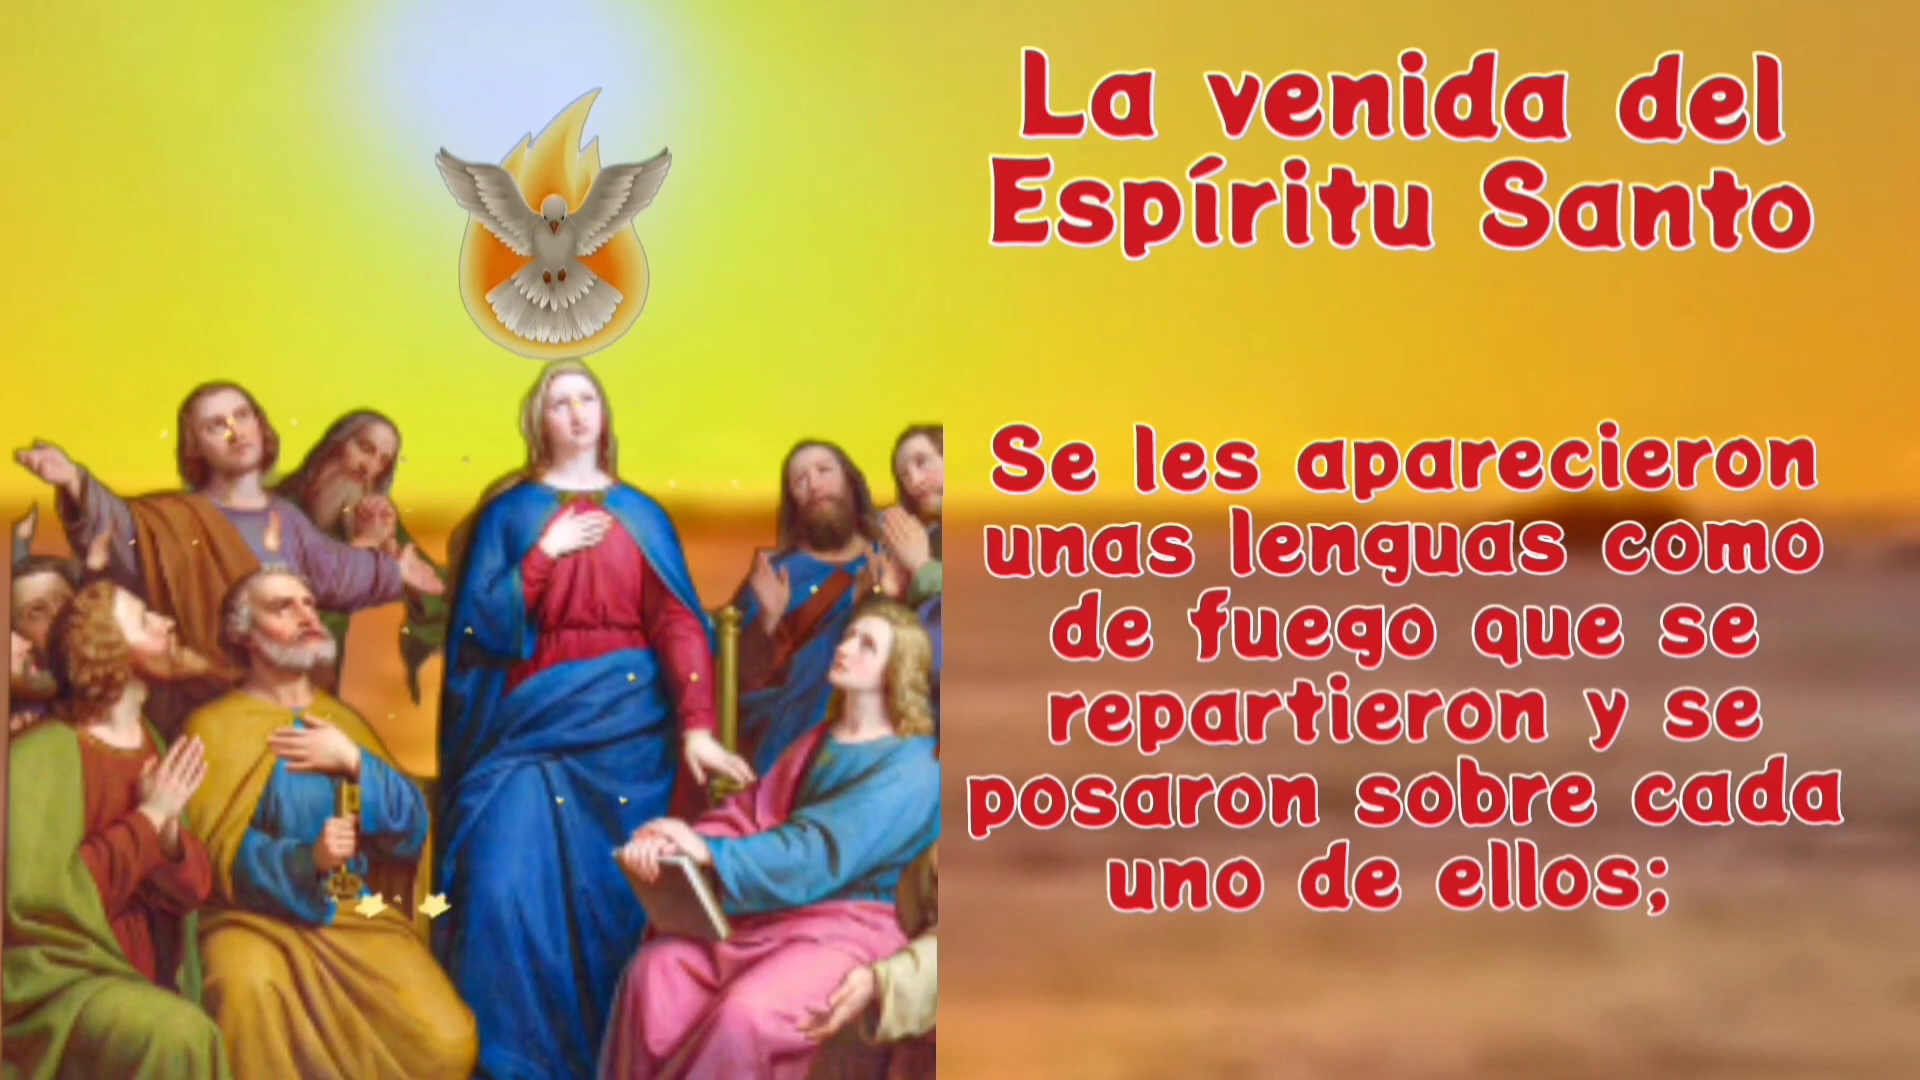 La venida del
Espíritu Santo
Se les aparecieron
unas lenguas como
de fuego que se
repartieron y se
posaron sobre cada
uno de ellos;